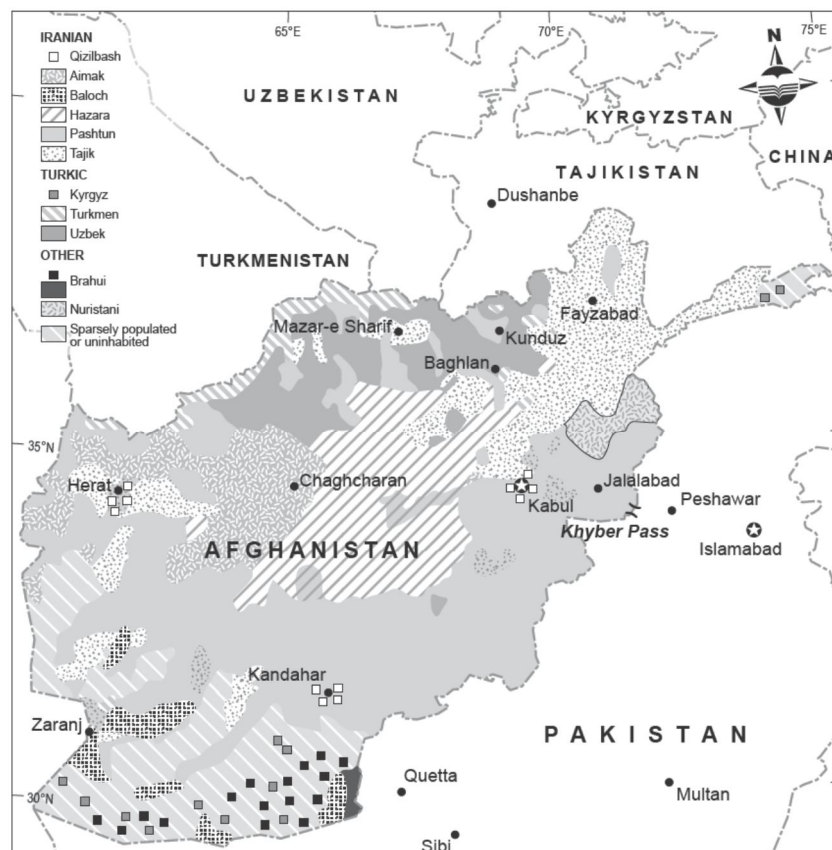 65°E
70°E
75°E
IRANIAN
Qizilbash
Aimak
Baloch
Hazara
Pashtun
Tajik
TURKIC
Kyrgyz
Turkmen
Uzbek
OTHER
Brahui
Nuristani
Sparsely populated
or uninhabited
N
UZBEKISTAN
KYRGYZSTAN
CHINA
TAJIKISTAN
Dushanbe
TURKMENISTAN
Fayzabad
Mazar-e Sharif
Kunduz
Baghlan
35°N
Herat
Chaghcharan
Kabul
Jalalabad
Peshawar
Khyber Pass
Islamabad
AFGHANISTAN
Kandahar
Zaranj
PAKISTAN
Quetta
Multan
30°N
Sibi